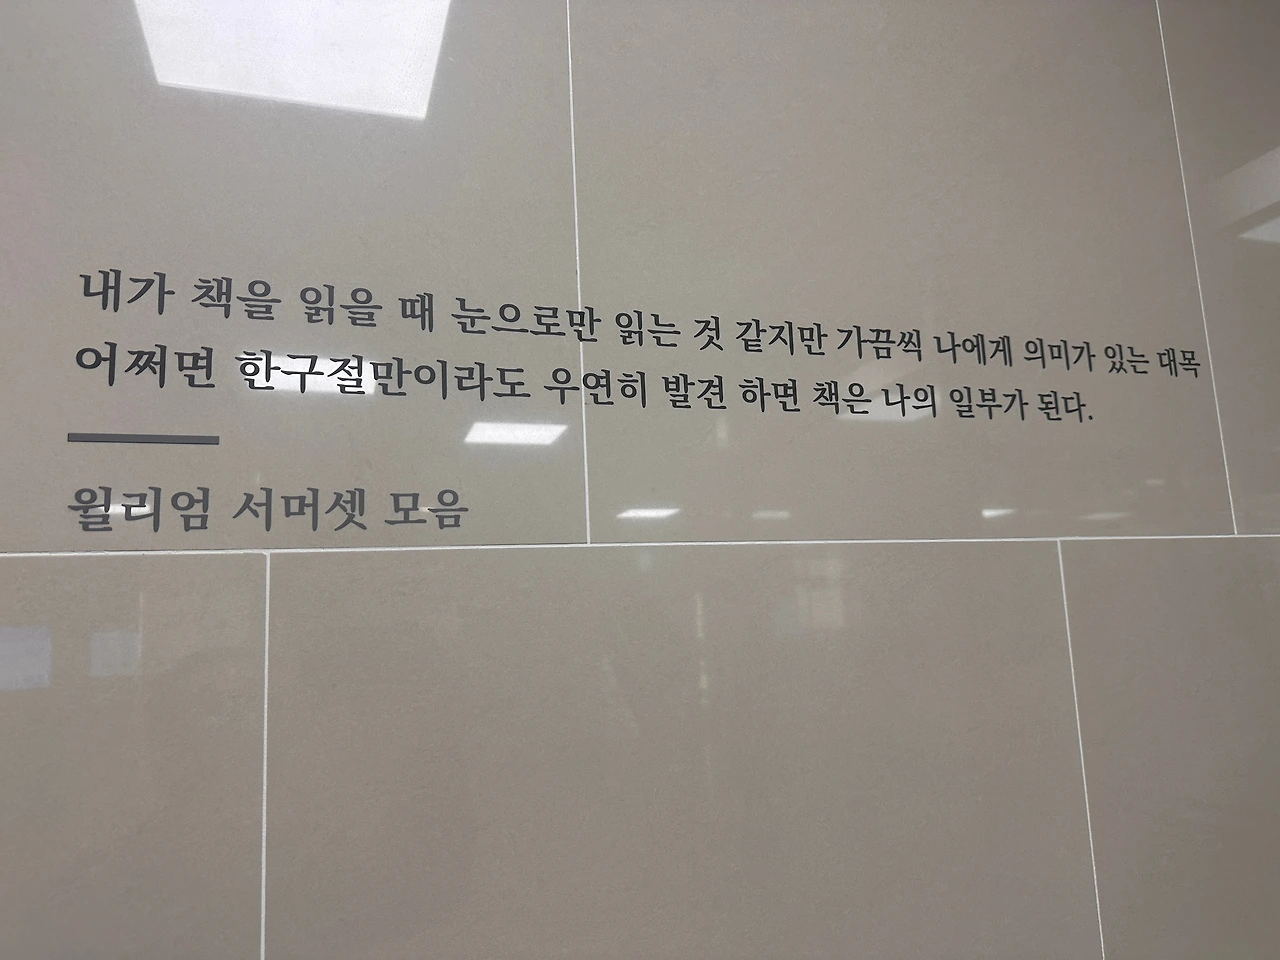 내가 책을 읽을 때 눈으로만 읽는 것 같지만 가끔씩 나에게 의미가 있는 대목
어쩌면 한구절만이라도 우연히 발견 하면 책은 나의 일부가 된다.
윌리엄 서머셋 모음